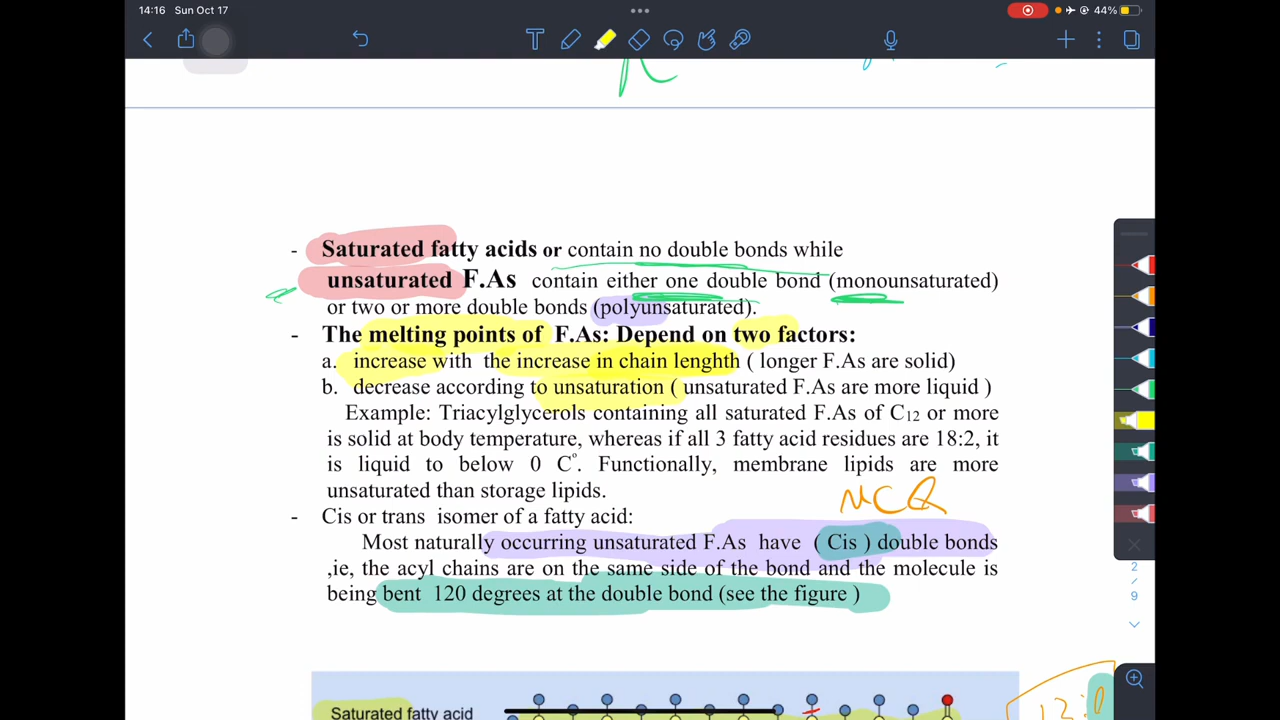 14:16 Sun Oct 17
44%
- Saturated fatty acids or contain no double bonds while
unsaturated F.As contain either one double bond (monounsaturated)
or two or more double bonds (polyunsaturated).
- The melting points of F.As: Depend on two factors:
a. increase with the increase in chain lenghth ( longer F.As are solid)
b. decrease according to unsaturation ( unsaturated F.As are more liquid )
Example: Triacylglycerols containing all saturated F.As of C12 or more
is solid at body temperature, whereas if all 3 fatty acid residues are 18:2, it
is liquid to below 0 C°. Functionally, membrane lipids are more
unsaturated than storage lipids.
MCQ
- Cis or trans isomer of a fatty acid:
Most naturally occurring unsaturated F.As have ( Cis ) double bonds
,ie, the acyl chains are on the same side of the bond and the molecule is
being bent 120 degrees at the double bond (see the figure )
2
/
9
Saturated fatty acid